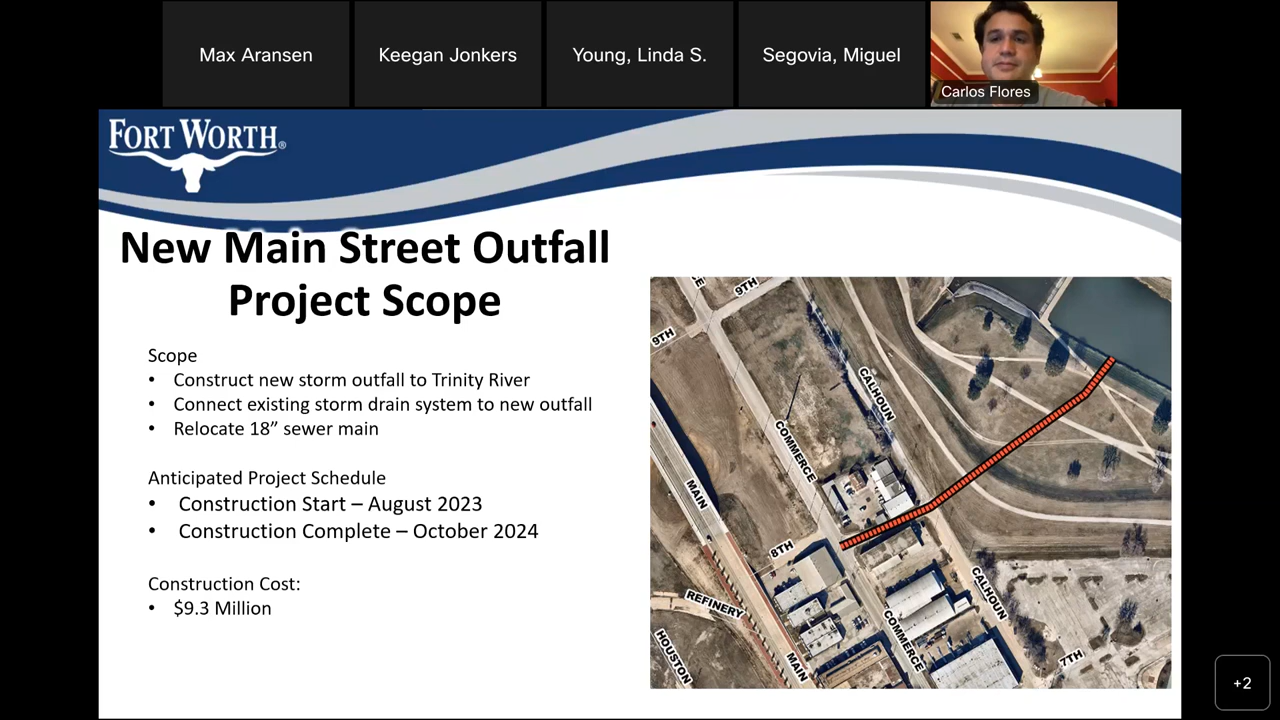 Max Aransen
Keegan Jonkers
Young, Linda S.
Segovia, Miguel
Carlos Flores
FORT WORTH®
New Main Street Outfall
Project Scope
Scope
• Construct new storm outfall to Trinity River
• Connect existing storm drain system to new outfall
• Relocate 18” sewer main
Anticipated Project Schedule
• Construction Start – August 2023
• Construction Complete – October 2024
Construction Cost:
• $9.3 Million
9TH
9TH
CALHOUN
COMMERCE
MAIN
8TH
REFINERY
CALHOUN
COMMERCE
HOUSTON
MAIN
7TH
+2